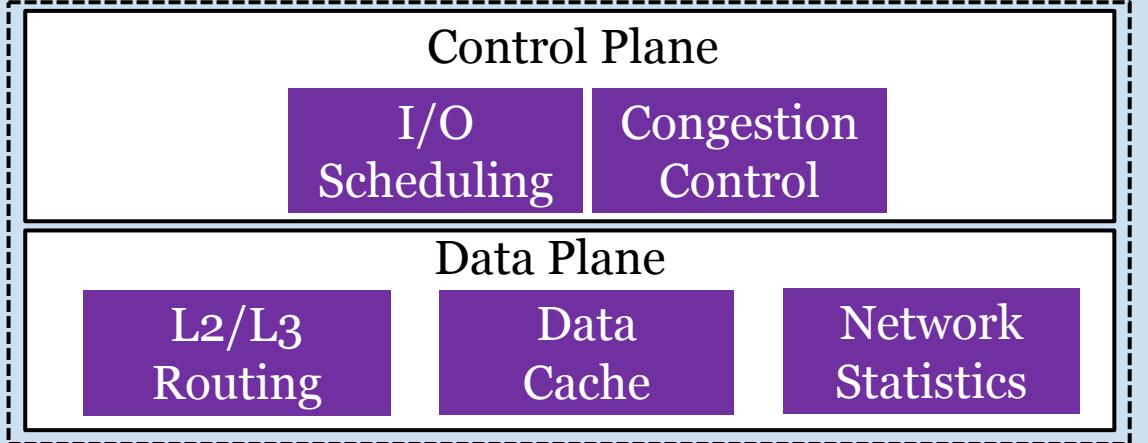 Control Plane
I/O
Scheduling
Congestion
Control
Data Plane
L2/L3
Routing
Data
Cache
Network
Statistics